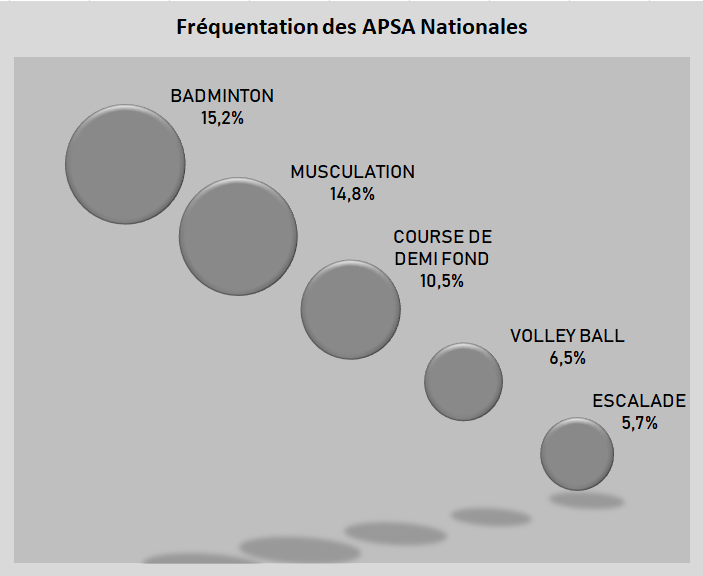 Fréquentation des APSA Nationales
BADMINTON
15,2%
MUSCULATION
14,8%
COURSE DE
DEMI FOND
10,5%
VOLLEY BALL
6,5%
ESCALADE
5,7%